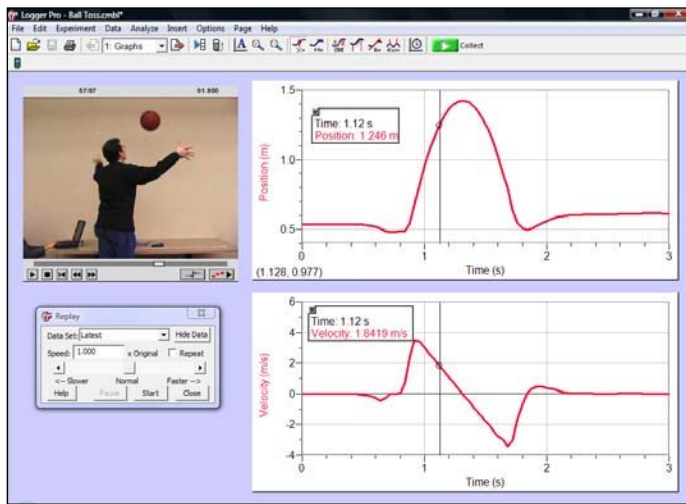 Logger Pro - Ball Toss.cmbl*
File Edit Experiment Data Analyze Insert Options Page Help
1: Graphs
Collect
57/87 01.900
1.5
Time: 1.12 s
Position: 1.246 m
1.0
Position (m)
0.5
(1.128, 0.977)
0 1 2 3
Time (s)
Replay
Data Set: Latest Hide Data
Speed: 1.000 x Original Repeat
<-- Slower Normal Faster -->
Help Pause Start Close
6
Time: 1.12 s
Velocity: 1.8419 m/s
4
2
Velocity (m/s)
0
-2
-4
0 1 2 3
Time (s)